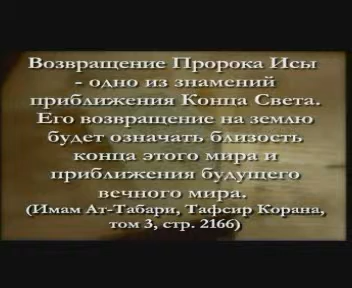 Возвращение Пророка Исы
- одно из знамений
приближения Конца Света.
Его возвращение на землю
будет означать близость
конца этого мира и
приближения будущего
вечного мира.
(Имам Ат-Табари, Тафсир Корана,
том 3, стр. 2166)